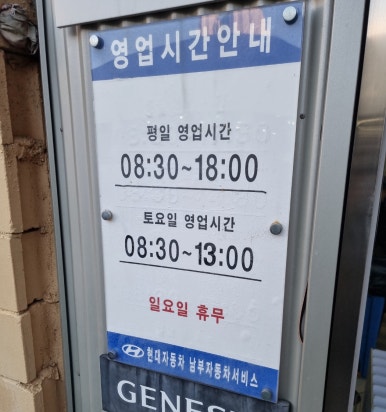 영업시간안내
평일 영업시간
08:30~18:00
토요일 영업시간
08:30~13:00
일요일 휴무
현대자동차 남부자동차서비스